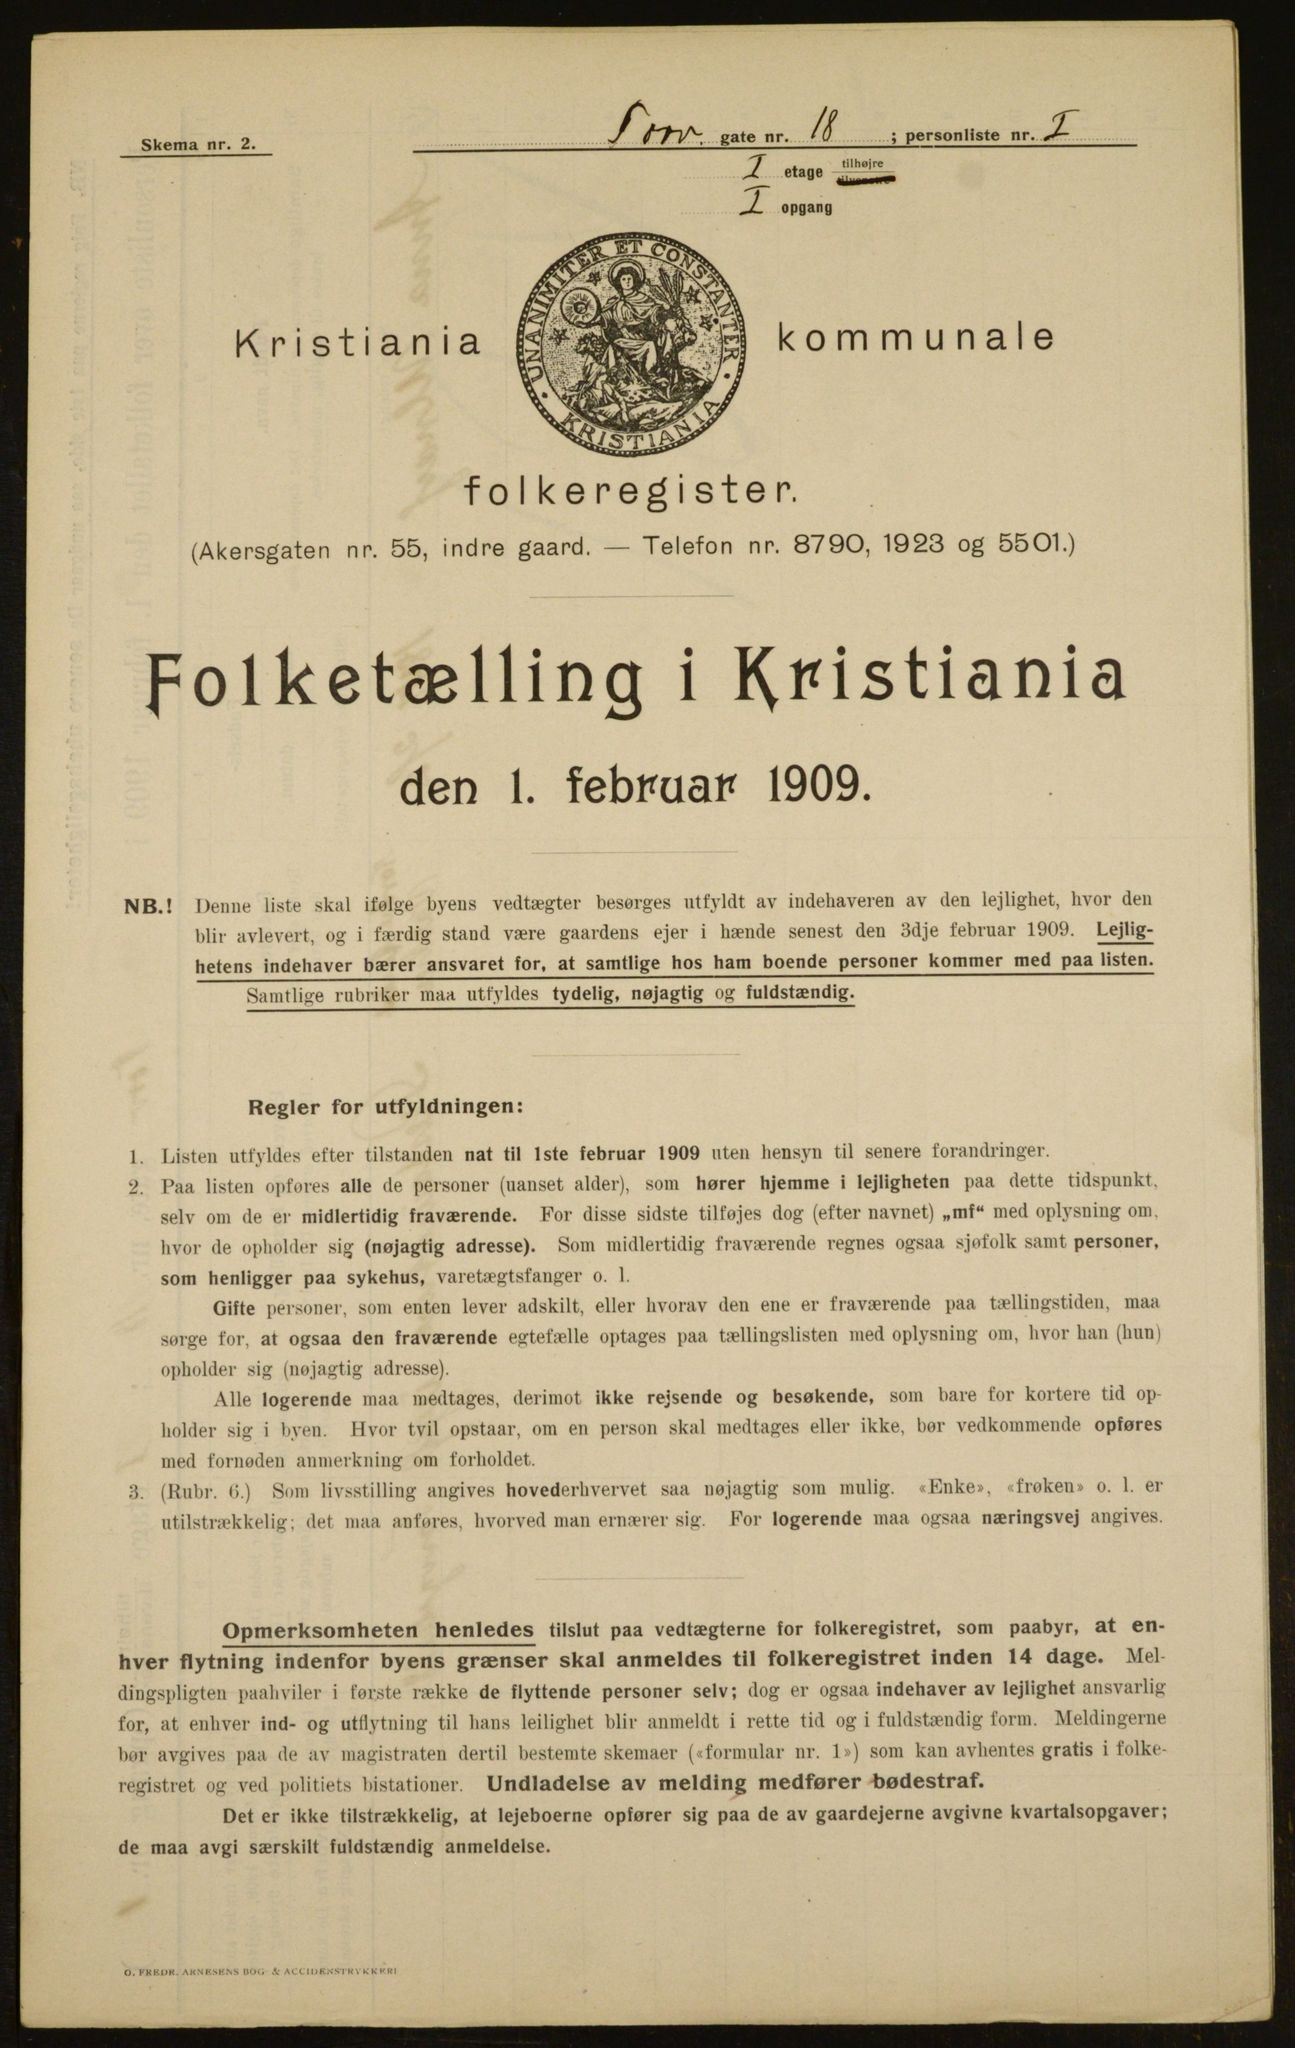 Skema nr. 2.
Torv. gate nr. 18 ; personliste nr. I
I etage tilhøjre
tilvenstre
I opgang
UNANIMITER ET CONSTANTER
KRISTIANIA
Kristiania kommunale
folkeregister.
(Akersgaten nr. 55, indre gaard. — Telefon nr. 8790, 1923 og 5501.)
Folketælling i Kristiania
den 1. februar 1909.
NB.! Denne liste skal ifølge byens vedtægter besørges utfyldt av indehaveren av den lejlighet, hvor den
blir avlevert, og i færdig stand være gaardens ejer i hænde senest den 3dje februar 1909. Lejlig-
hetens indehaver bærer ansvaret for, at samtlige hos ham boende personer kommer med paa listen.
Samtlige rubriker maa utfyldes tydelig, nøjagtig og fuldstændig.
Regler for utfyldningen:
1. Listen utfyldes efter tilstanden nat til 1ste februar 1909 uten hensyn til senere forandringer.
2. Paa listen opføres alle de personer (uanset alder), som hører hjemme i lejligheten paa dette tidspunkt,
selv om de er midlertidig fraværende. For disse sidste tilføjes dog (efter navnet) „mf“ med oplysning om,
hvor de opholder sig (nøjagtig adresse). Som midlertidig fraværende regnes ogsaa sjøfolk samt personer,
som henligger paa sykehus, varetægtsfanger o. l.
Gifte personer, som enten lever adskilt, eller hvorav den ene er fraværende paa tællingstiden, maa
sørge for, at ogsaa den fraværende egtefælle optages paa tællingslisten med oplysning om, hvor han (hun)
opholder sig (nøjagtig adresse).
Alle logerende maa medtages, derimot ikke rejsende og besøkende, som bare for kortere tid op-
holder sig i byen. Hvor tvil opstaar, om en person skal medtages eller ikke, bør vedkommende opføres
med fornøden anmerkning om forholdet.
3. (Rubr. 6.) Som livsstilling angives hovederhvervet saa nøjagtig som mulig. «Enke», «frøken» o. l. er
utilstrækkelig; det maa anføres, hvorved man ernærer sig. For logerende maa ogsaa næringsvej angives.
Opmerksomheten henledes tilslut paa vedtægterne for folkeregistret, som paabyr, at en-
hver flytning indenfor byens grænser skal anmeldes til folkeregistret inden 14 dage. Mel-
dingspligten paahviler i første række de flyttende personer selv; dog er ogsaa indehaver av lejlighet ansvarlig
for, at enhver ind- og utflytning til hans leilighet blir anmeldt i rette tid og i fuldstændig form. Meldingerne
bør avgives paa de av magistraten dertil bestemte skemaer («formular nr. 1») som kan avhentes gratis i folke-
registret og ved politiets bistationer. Undladelse av melding medfører bødestraf.
Det er ikke tilstrækkelig, at lejeboerne opfører sig paa de av gaardejerne avgivne kvartalsopgaver;
de maa avgi særskilt fuldstændig anmeldelse.
O. FREDR. ARNESENS BOG & ACCIDENSTRYKKERI